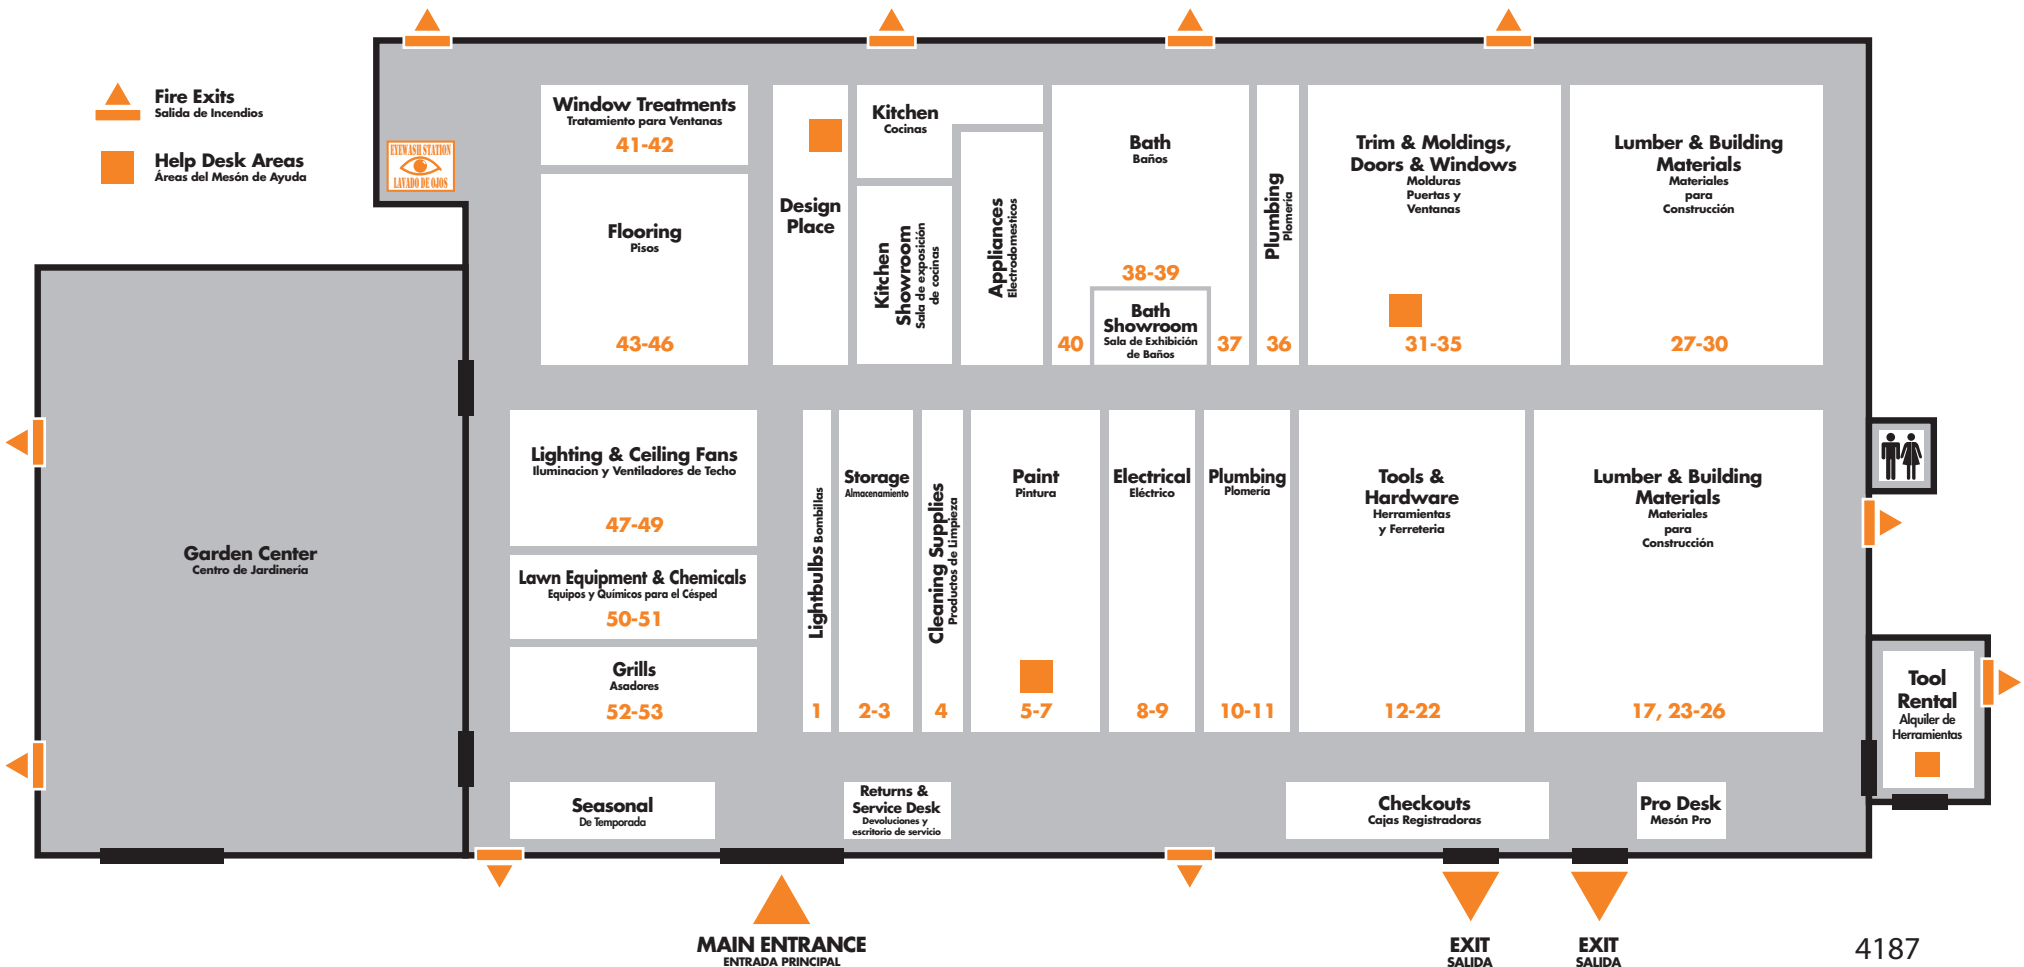 Fire Exits
Salida de Incendios
Help Desk Areas
Áreas del Mesón de Ayuda
EYEWASH STATION
LAVADO DE OJOS
Window Treatments
Tratamiento para Ventanas
41-42
Flooring
Pisos
43-46
Design
Place
Kitchen
Cocinas
Kitchen
Showroom
Sala de exposición
de cocinas
Appliances
Electrodomesticos
Bath
Baños
38-39
40
Bath
Showroom
Sala de Exhibición
de Baños
37
Plumbing
Plomería
36
Trim & Moldings,
Doors & Windows
Molduras
Puertas y
Ventanas
31-35
Lumber & Building
Materials
Materiales
para
Construcción
27-30
Garden Center
Centro de Jardinería
Lighting & Ceiling Fans
Iluminacion y Ventiladores de Techo
47-49
Lawn Equipment & Chemicals
Equipos y Químicos para el Césped
50-51
Grills
Asadores
52-53
Lightbulbs Bombillas
1
Storage
Almacenamiento
2-3
Cleaning Supplies
Productos de Limpieza
4
Paint
Pintura
5-7
Electrical
Eléctrico
8-9
Plumbing
Plomería
10-11
Tools &
Hardware
Herramientas
y Ferreteria
12-22
Lumber & Building
Materials
Materiales
para
Construcción
17, 23-26
Tool
Rental
Alquiler de
Herramientas
Seasonal
De Temporada
Returns &
Service Desk
Devoluciones y
escritorio de servicio
Checkouts
Cajas Registradoras
Pro Desk
Mesón Pro
MAIN ENTRANCE
ENTRADA PRINCIPAL
EXIT
SALIDA
EXIT
SALIDA
4187